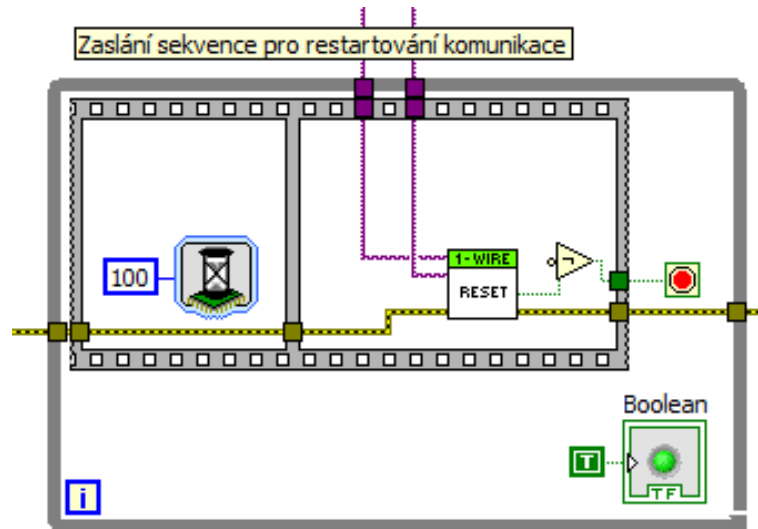 Zaslání sekvence pro restartování komunikace
100
1-WIRE
RESET
Boolean
T
TF
i